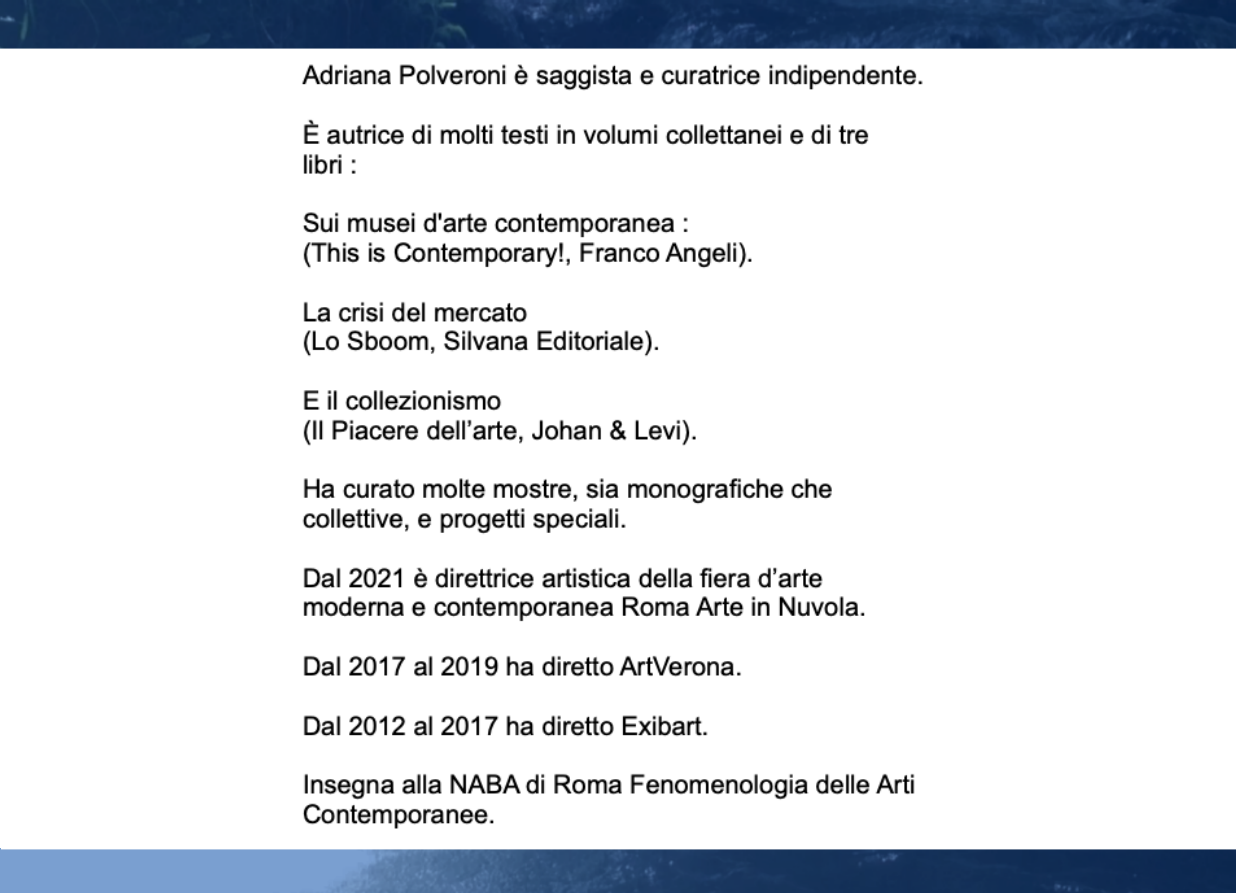 Adriana Polveroni è saggista e curatrice indipendente.
È autrice di molti testi in volumi collettanei e di tre
libri :
Sui musei d'arte contemporanea :
(This is Contemporary!, Franco Angeli).
La crisi del mercato
(Lo Sboom, Silvana Editoriale).
E il collezionismo
(Il Piacere dell’arte, Johan & Levi).
Ha curato molte mostre, sia monografiche che
collettive, e progetti speciali.
Dal 2021 è direttrice artistica della fiera d’arte
moderna e contemporanea Roma Arte in Nuvola.
Dal 2017 al 2019 ha diretto ArtVerona.
Dal 2012 al 2017 ha diretto Exibart.
Insegna alla NABA di Roma Fenomenologia delle Arti
Contemporanee.